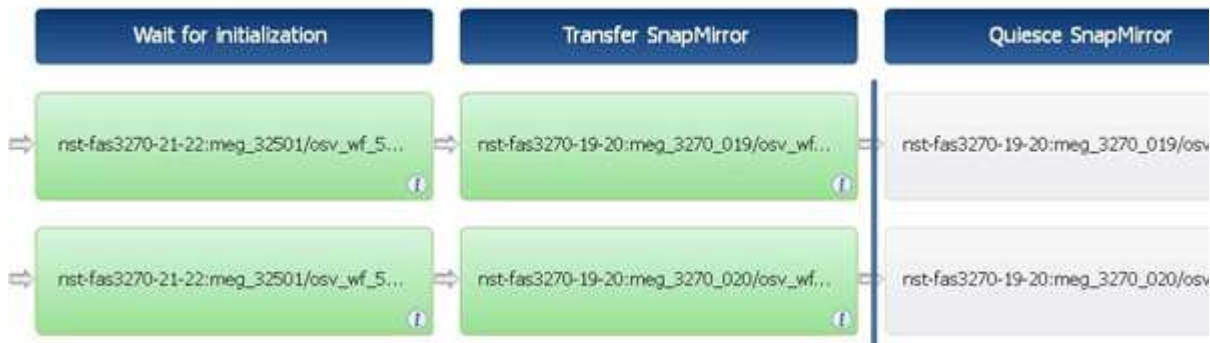 Wait for initialization
Transfer SnapMirror
Quiesce SnapMirror
nst-fas3270-21-22:meg_32501/osv_wf_5...
nst-fas3270-19-20:meg_3270_019/osv_wf...
nst-fas3270-19-20:meg_3270_019/osv
i
i
nst-fas3270-21-22:meg_32501/osv_wf_5...
nst-fas3270-19-20:meg_3270_020/osv_wf...
nst-fas3270-19-20:meg_3270_020/osv
i
i